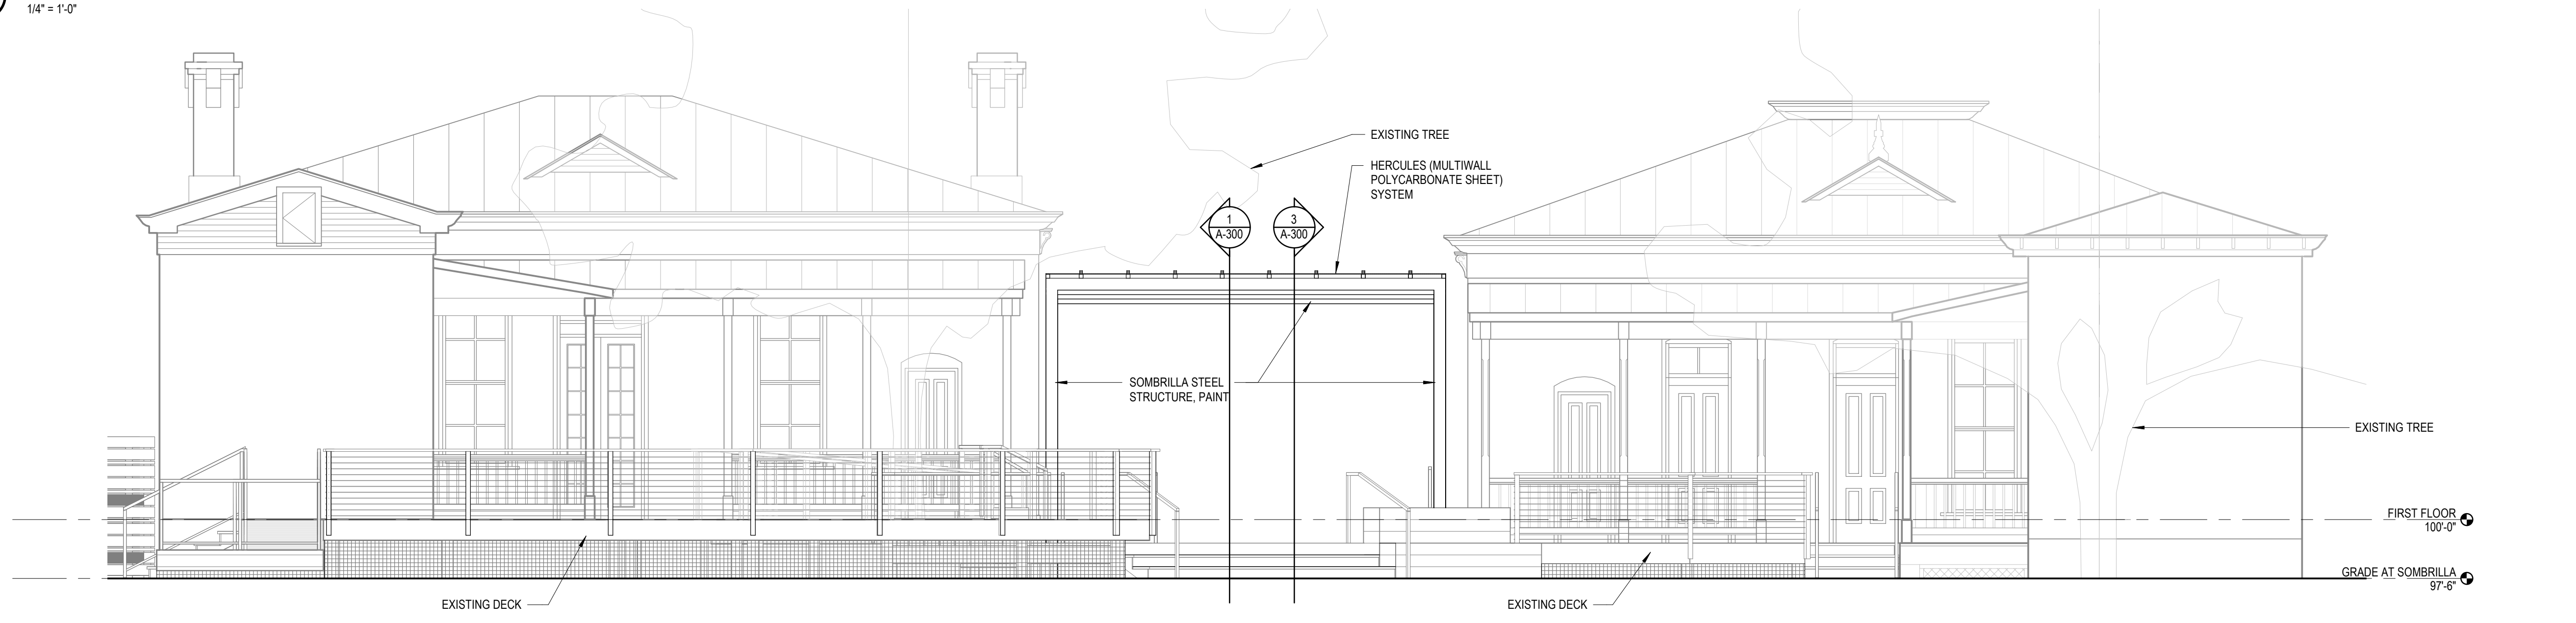 1/4" = 1'-0"
EXISTING TREE
HERCULES (MULTIWALL
POLYCARBONATE SHEET)
SYSTEM
1
A-300
3
A-300
SOMBRILLA STEEL
STRUCTURE, PAINT
EXISTING TREE
FIRST FLOOR
100'-0"
GRADE AT SOMBRILLA
97'-6"
EXISTING DECK
EXISTING DECK